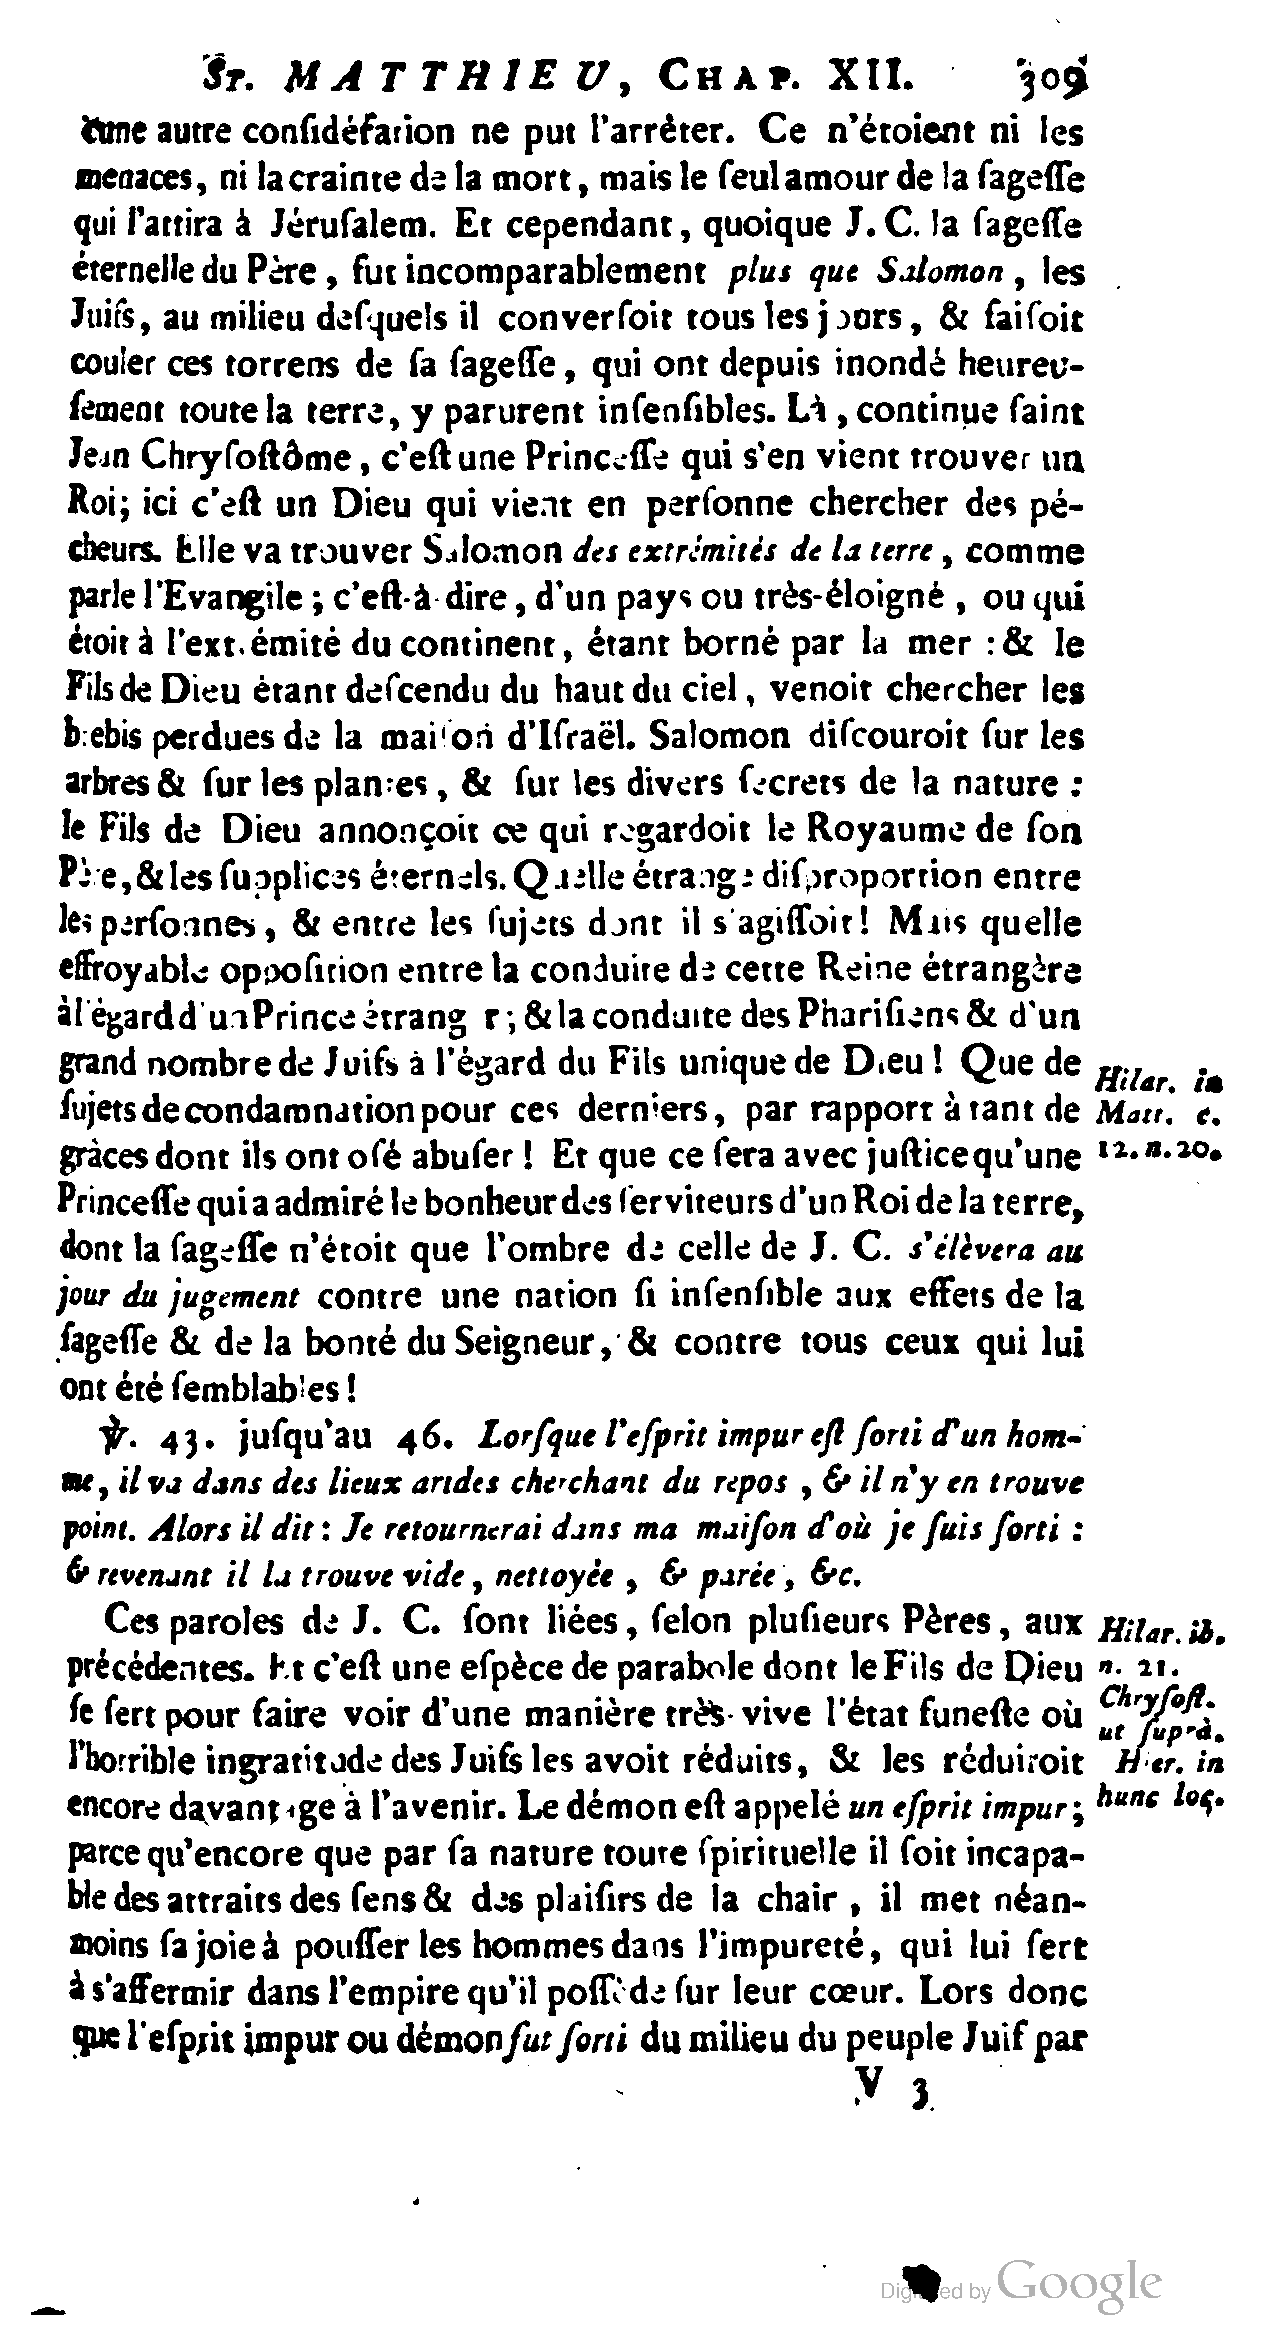 St. MATTHIEU, CHAP. XII. 309
cune autre conſidération ne put l'arrêter. Ce n'étoient ni les
menaces, ni la crainte de la mort, mais le ſeul amour de la ſageſſe
qui l'attira à Jéruſalem. Et cependant, quoique J. C. la ſageſſe
éternelle du Père, fut incomparablement plus que Salomon, les
Juifs, au milieu deſquels il converſoit tous les jours, & faiſoit
couler ces torrens de ſa ſageſſe, qui ont depuis inondé heureu-
ſement toute la terre, y parurent inſenſibles. Là, continue ſaint
Jean Chryſoſtôme, c'eſt une Princeſſe qui s'en vient trouver un
Roi; ici c'eſt un Dieu qui vient en perſonne chercher des pé-
cheurs. Elle va trouver Salomon des extrémités de la terre, comme
parle l'Evangile; c'eſt-à-dire, d'un pays ou très-éloigné, ou qui
étoit à l'extrémité du continent, étant borné par la mer : & le
Fils de Dieu étant deſcendu du haut du ciel, venoit chercher les
brebis perdues de la maiſon d'Iſraël. Salomon diſcouroit ſur les
arbres & ſur les plantes, & ſur les divers ſecrets de la nature :
le Fils de Dieu annonçoit ce qui regardoit le Royaume de ſon
Père, & les ſupplices éternels. Quelle étrange diſproportion entre
les perſonnes, & entre les ſujets dont il s'agiſſoit! Mais quelle
effroyable oppoſition entre la conduite de cette Reine étrangère
à l'égard d'un Prince étranger; & la conduite des Phariſiens & d'un
grand nombre de Juifs à l'égard du Fils unique de Dieu! Que de
ſujets de condamnation pour ces derniers, par rapport à tant de
grâces dont ils ont oſé abuſer! Et que ce ſera avec juſtice qu'une
Princeſſe qui a admiré le bonheur des ſerviteurs d'un Roi de la terre,
dont la ſageſſe n'étoit que l'ombre de celle de J. C. s'élèvera au
jour du jugement contre une nation ſi inſenſible aux effets de la
ſageſſe & de la bonté du Seigneur, & contre tous ceux qui lui
ont été ſemblables!
Hilar. in
Matt. c.
12. n. 20.
℣. 43. juſqu'au 46. Lorſque l'eſprit impur eſt ſorti d'un hom-
me, il va dans des lieux arides cherchant du repos, & il n'y en trouve
point. Alors il dit : Je retournerai dans ma maiſon d'où je ſuis ſorti :
& revenant il la trouve vide, nettoyée, & parée, &c.
Ces paroles de J. C. ſont liées, ſelon pluſieurs Pères, aux
précédentes. Et c'eſt une eſpèce de parabole dont le Fils de Dieu
ſe ſert pour faire voir d'une manière très-vive l'état funeſte où
l'horrible ingratitude des Juifs les avoit réduits, & les réduiroit
encore davantage à l'avenir. Le démon eſt appelé un eſprit impur;
parce qu'encore que par ſa nature toute ſpirituelle il ſoit incapa-
ble des attraits des ſens & des plaiſirs de la chair, il met néan-
moins ſa joie à pouſſer les hommes dans l'impureté, qui lui ſert
à s'affermir dans l'empire qu'il poſſède ſur leur cœur. Lors donc
que l'eſprit impur ou démon fut ſorti du milieu du peuple Juif par
Hilar. ib.
n. 21.
Chryſoſt.
ut ſuprà.
Hier. in
hunc loc.
V 3
Digitized by Google